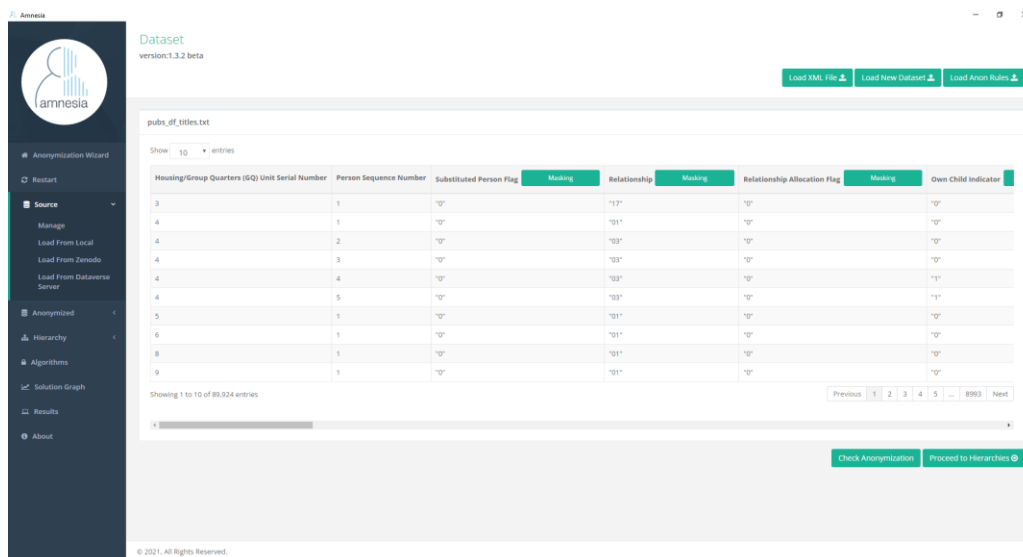 Amnesia
amnesia
Anonymization Wizard
Restart
Source
Manage
Load From Local
Load From Zenodo
Load From Dataverse
Server
Anonymized
Hierarchy
Algorithms
Solution Graph
Results
About
Dataset
version:1.3.2 beta
Load XML File Load New Dataset Load Anon Rules
pubs_df_titles.txt
Show 10 entries
Housing/Group Quarters (GQ) Unit Serial Number Person Sequence Number Substituted Person Flag Masking Relationship Masking Relationship Allocation Flag Masking Own Child Indicator
3 1 "0" "17" "0" "0"
4 1 "0" "01" "0" "0"
4 2 "0" "03" "0" "0"
4 3 "0" "03" "0" "0"
4 4 "0" "03" "0" "1"
4 5 "0" "03" "0" "1"
5 1 "0" "01" "0" "0"
6 1 "0" "01" "0" "0"
8 1 "0" "01" "0" "0"
9 1 "0" "01" "0" "0"
Showing 1 to 10 of 89,924 entries
Previous 1 2 3 4 5 ... 8993 Next
Check Anonymization Proceed to Hierarchies
© 2021, All Rights Reserved.